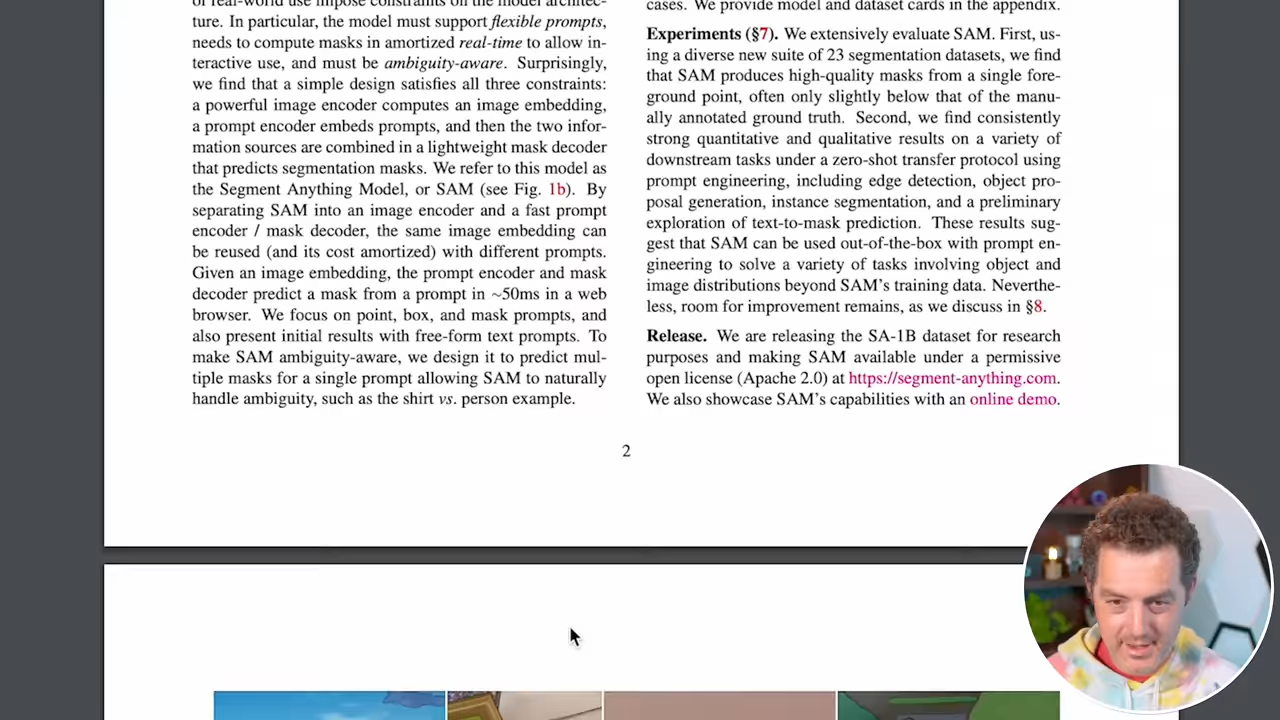 of real-world use impose constraints on the model architec-
ture. In particular, the model must support flexible prompts,
needs to compute masks in amortized real-time to allow in-
teractive use, and must be ambiguity-aware. Surprisingly,
we find that a simple design satisfies all three constraints:
a powerful image encoder computes an image embedding,
a prompt encoder embeds prompts, and then the two infor-
mation sources are combined in a lightweight mask decoder
that predicts segmentation masks. We refer to this model as
the Segment Anything Model, or SAM (see Fig. 1b). By
separating SAM into an image encoder and a fast prompt
encoder / mask decoder, the same image embedding can
be reused (and its cost amortized) with different prompts.
Given an image embedding, the prompt encoder and mask
decoder predict a mask from a prompt in ~50ms in a web
browser. We focus on point, box, and mask prompts, and
also present initial results with free-form text prompts. To
make SAM ambiguity-aware, we design it to predict mul-
tiple masks for a single prompt allowing SAM to naturally
handle ambiguity, such as the shirt vs. person example.
cases. We provide model and dataset cards in the appendix.
Experiments (§7). We extensively evaluate SAM. First, us-
ing a diverse new suite of 23 segmentation datasets, we find
that SAM produces high-quality masks from a single fore-
ground point, often only slightly below that of the manu-
ally annotated ground truth. Second, we find consistently
strong quantitative and qualitative results on a variety of
downstream tasks under a zero-shot transfer protocol using
prompt engineering, including edge detection, object pro-
posal generation, instance segmentation, and a preliminary
exploration of text-to-mask prediction. These results sug-
gest that SAM can be used out-of-the-box with prompt en-
gineering to solve a variety of tasks involving object and
image distributions beyond SAM's training data. Neverthe-
less, room for improvement remains, as we discuss in §8.
Release. We are releasing the SA-1B dataset for research
purposes and making SAM available under a permissive
open license (Apache 2.0) at https://segment-anything.com.
We also showcase SAM's capabilities with an online demo.
2